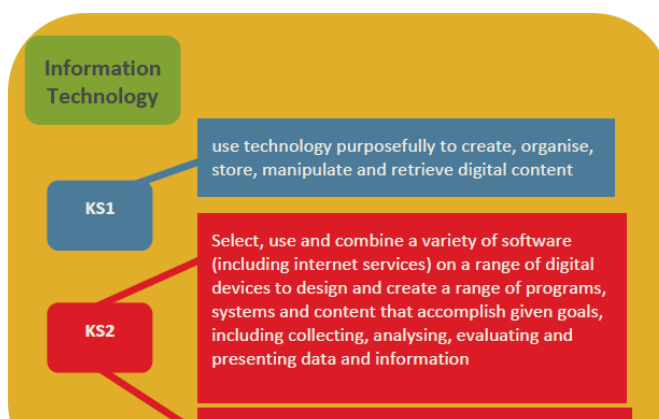 Information
Technology
use technology purposefully to create, organise,
store, manipulate and retrieve digital content
KS1
Select, use and combine a variety of software
(including internet services) on a range of digital
devices to design and create a range of programs,
systems and content that accomplish given goals,
including collecting, analysing, evaluating and
presenting data and information
KS2